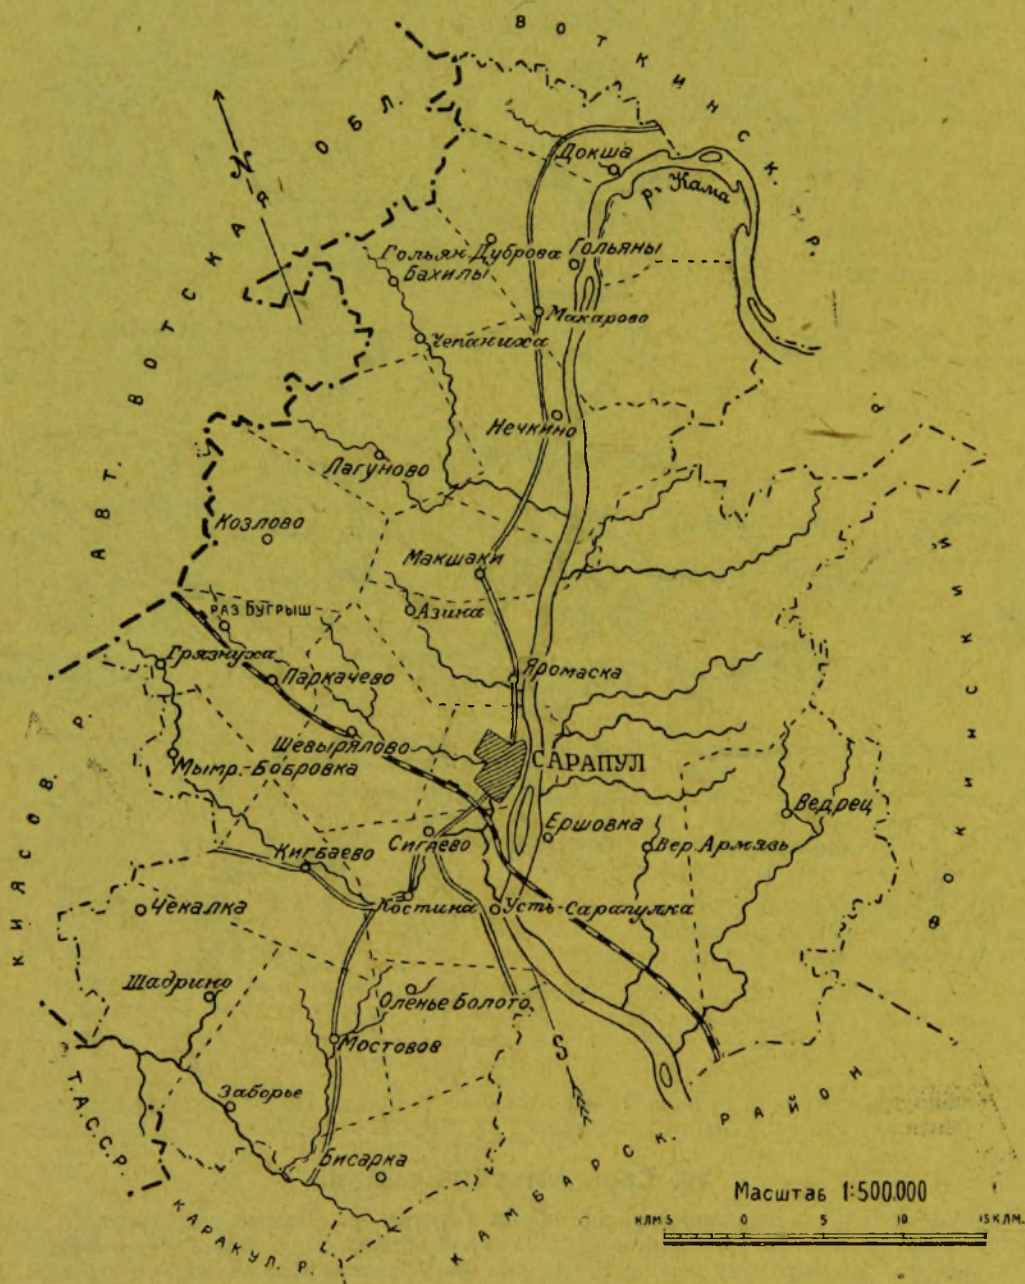 ВОТКИНСК. Р.
АВТ. ВОТСКАЯ ОБЛ.
N
Докша
р. Кама
Гольян. Дуброва
Гольяны
Бахилы
Макарово
Чепаниха
Нечкино
Лагуново
Козлово
Макшаки
РАЗ БУГРЫШ
Азина
Грязнуха
Паркачево
Яромаска
Шевырялово
Мымр.-Бобровка
САРАПУЛ
Ведрец
Ершовка
Вер. Армязь
Сигаево
Кигбаево
Чекалка
Костина
Усть-Сарапулка
Шадрино
Оленье Болото
Мостовов
S
Заборье
Бисарка
КИЯСОВ. Р.
Т.А.С.С.Р.
КАРАКУЛ. Р.
КАМБАРСК. РАЙОН
Масштаб 1:500.000
КЛМ 5 0 5 10 15 КЛМ.